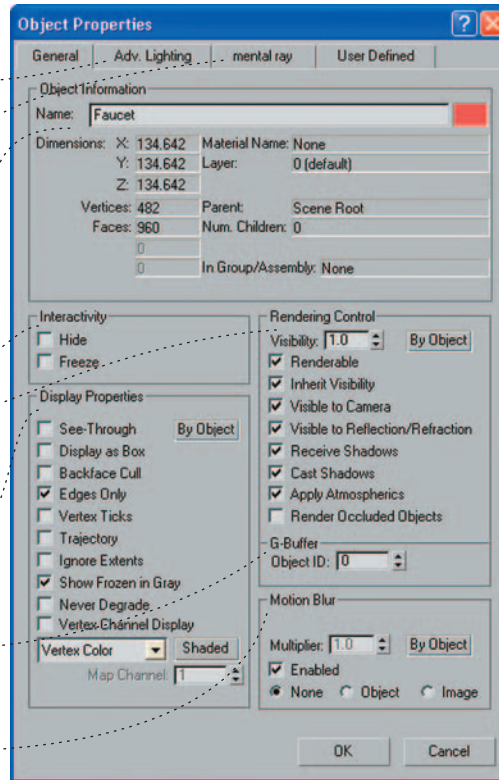 Object Properties
General Adv. Lighting mental ray User Defined
Object Information
Name: Faucet
Dimensions: X: 134.642 Material Name: None
Y: 134.642 Layer: 0 (default)
Z: 134.642
Vertices: 482 Parent: Scene Root
Faces: 960 Num. Children: 0
0
0 In Group/Assembly: None
Interactivity
Hide
Freeze
Display Properties
See-Through By Object
Display as Box
Backface Cull
Edges Only
Vertex Ticks
Trajectory
Ignore Extents
Show Frozen in Gray
Never Degrade
Vertex Channel Display
Vertex Color Shaded
Map Channel: 1
Rendering Control
Visibility: 1.0 By Object
Renderable
Inherit Visibility
Visible to Camera
Visible to Reflection/Refraction
Receive Shadows
Cast Shadows
Apply Atmospherics
Render Occluded Objects
G-Buffer
Object ID: 0
Motion Blur
Multiplier: 1.0 By Object
Enabled
None Object Image
OK Cancel